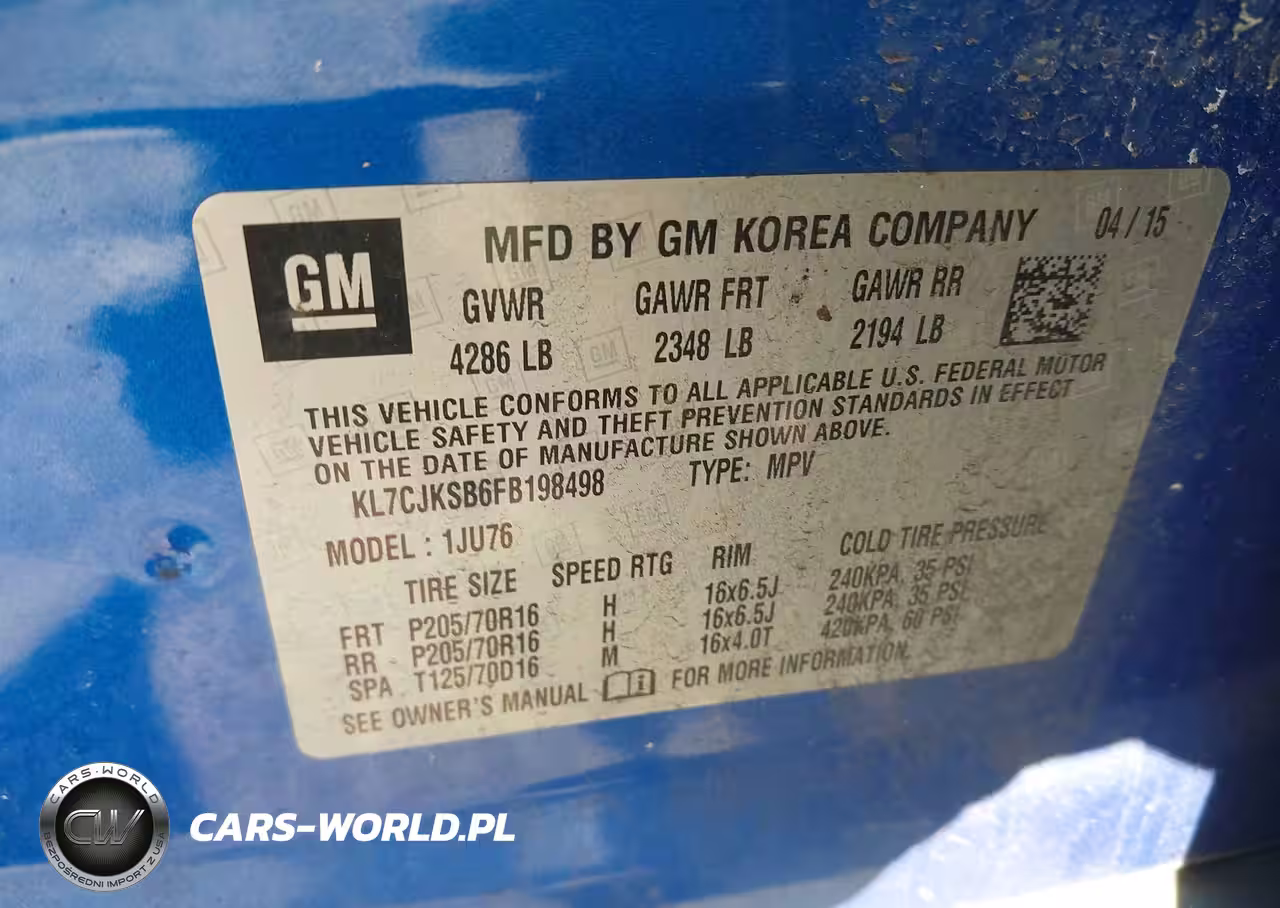 GM
MFD BY GM KOREA COMPANY 04/15
GVWR GAWR FRT GAWR RR
4286 LB 2348 LB 2194 LB
THIS VEHICLE CONFORMS TO ALL APPLICABLE U.S. FEDERAL MOTOR
VEHICLE SAFETY AND THEFT PREVENTION STANDARDS IN EFFECT
ON THE DATE OF MANUFACTURE SHOWN ABOVE.
KL7CJKSB6FB198498 TYPE: MPV
MODEL : 1JU76
TIRE SIZE SPEED RTG RIM COLD TIRE PRESSURE
FRT P205/70R16 H 16x6.5J 240KPA, 35 PSI
RR P205/70R16 H 16x6.5J 240KPA, 35 PSI
SPA T125/70D16 M 16x4.0T 420KPA, 60 PSI
SEE OWNER'S MANUAL i FOR MORE INFORMATION.
CARS-WORLD
CW
BEZPOŚREDNI IMPORT Z USA
CARS-WORLD.PL